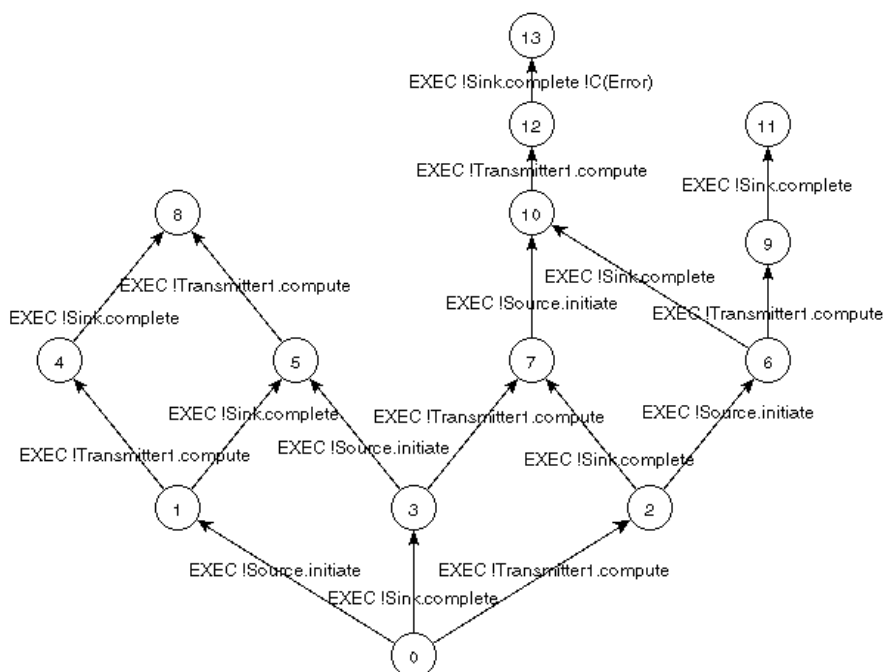 13
EXEC !Sink.complete !C(Error)
12
11
EXEC !Transmitter1.compute
EXEC !Sink.complete
8
10
9
EXEC !Transmitter1.compute
EXEC !Sink.complete
EXEC !Source.initiate
EXEC !Transmitter1.compute
EXEC !Sink.complete
4
5
7
6
EXEC !Sink.complete
EXEC !Transmitter1.compute
EXEC !Source.initiate
EXEC !Transmitter1.compute
EXEC !Source.initiate
EXEC !Sink.complete
1
3
2
EXEC !Source.initiate
EXEC !Transmitter1.compute
EXEC !Sink.complete
0